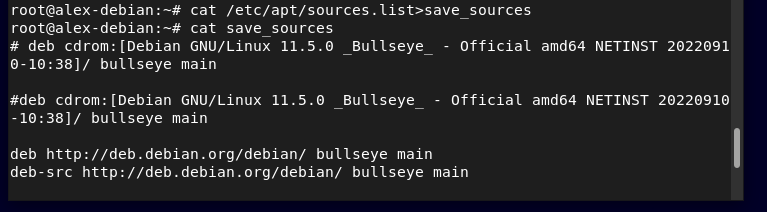 root@alex-debian:~# cat /etc/apt/sources.list>save_sources
root@alex-debian:~# cat save_sources
# deb cdrom:[Debian GNU/Linux 11.5.0 _Bullseye_ - Official amd64 NETINST 2022091
0-10:38]/ bullseye main

#deb cdrom:[Debian GNU/Linux 11.5.0 _Bullseye_ - Official amd64 NETINST 20220910
-10:38]/ bullseye main

deb http://deb.debian.org/debian/ bullseye main
deb-src http://deb.debian.org/debian/ bullseye main